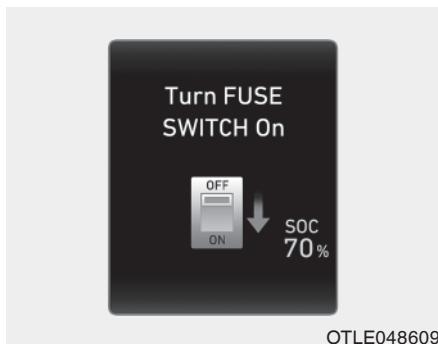 Turn FUSE
SWITCH On
OFF
ON
SOC
70%
OTLE048609